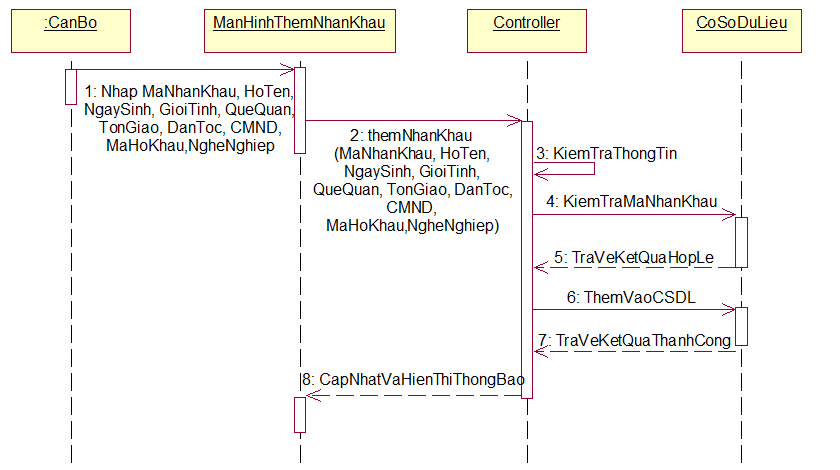 :CanBo
ManHinhThemNhanKhau
Controller
CoSoDuLieu
1: Nhap MaNhanKhau, HoTen,
NgaySinh, GioiTinh, QueQuan,
TonGiao, DanToc, CMND,
MaHoKhau,NgheNghiep
2: themNhanKhau
(MaNhanKhau, HoTen,
NgaySinh, GioiTinh,
QueQuan, TonGiao, DanToc,
CMND,
MaHoKhau,NgheNghiep)
3: KiemTraThongTin
4: KiemTraMaNhanKhau
5: TraVeKetQuaHopLe
6: ThemVaoCSDL
7: TraVeKetQuaThanhCong
8: CapNhatVaHienThiThongBao